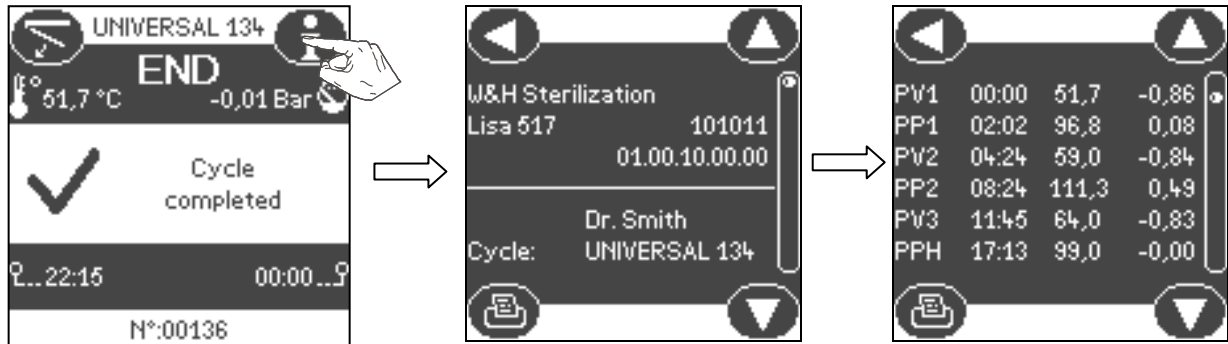 UNIVERSAL 134
END
51,7 °C -0,01 Bar
Cycle
completed
22:15 00:00
N°:00136
W&H Sterilization
Lisa 517 101011
01.00.10.00.00
Dr. Smith
Cycle: UNIVERSAL 134
PV1 00:00 51,7 -0,86
PP1 02:02 96,8 0,08
PV2 04:24 59,0 -0,84
PP2 08:24 111,3 0,49
PV3 11:45 64,0 -0,83
PPH 17:13 99,0 -0,00